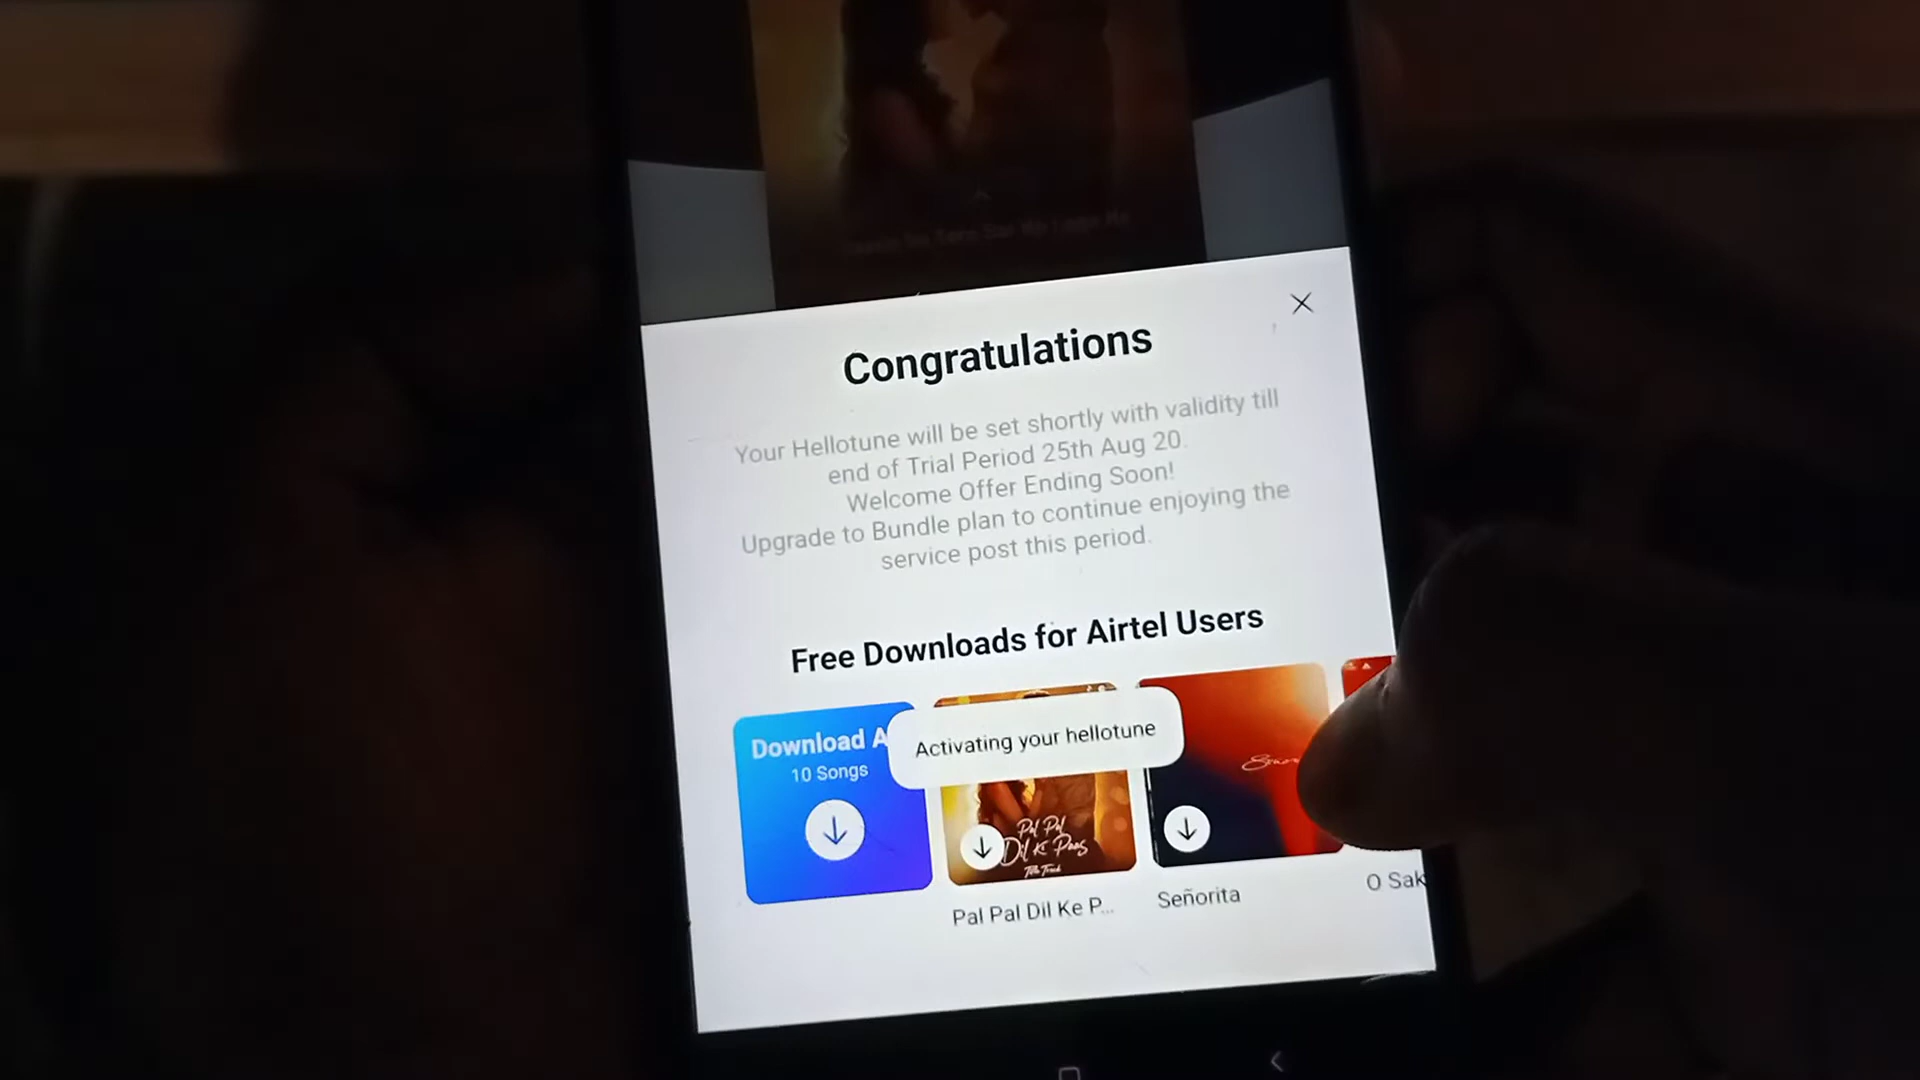 Congratulations
Your Hellotune will be set shortly with validity till
end of Trial Period 25th Aug 20.
Welcome Offer Ending Soon!
Upgrade to Bundle plan to continue enjoying the
service post this period.
Free Downloads for Airtel Users
Download A
10 Songs
Activating your hellotune
Pal Pal
Dil Ke Paas
Title Track
Pal Pal Dil Ke P...
Señorita
O Sak